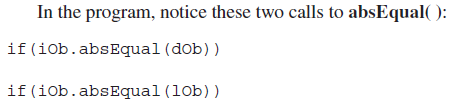 In the program, notice these two calls to absEqual( ):
if(iOb.absEqual(dOb))
if(iOb.absEqual(lOb))